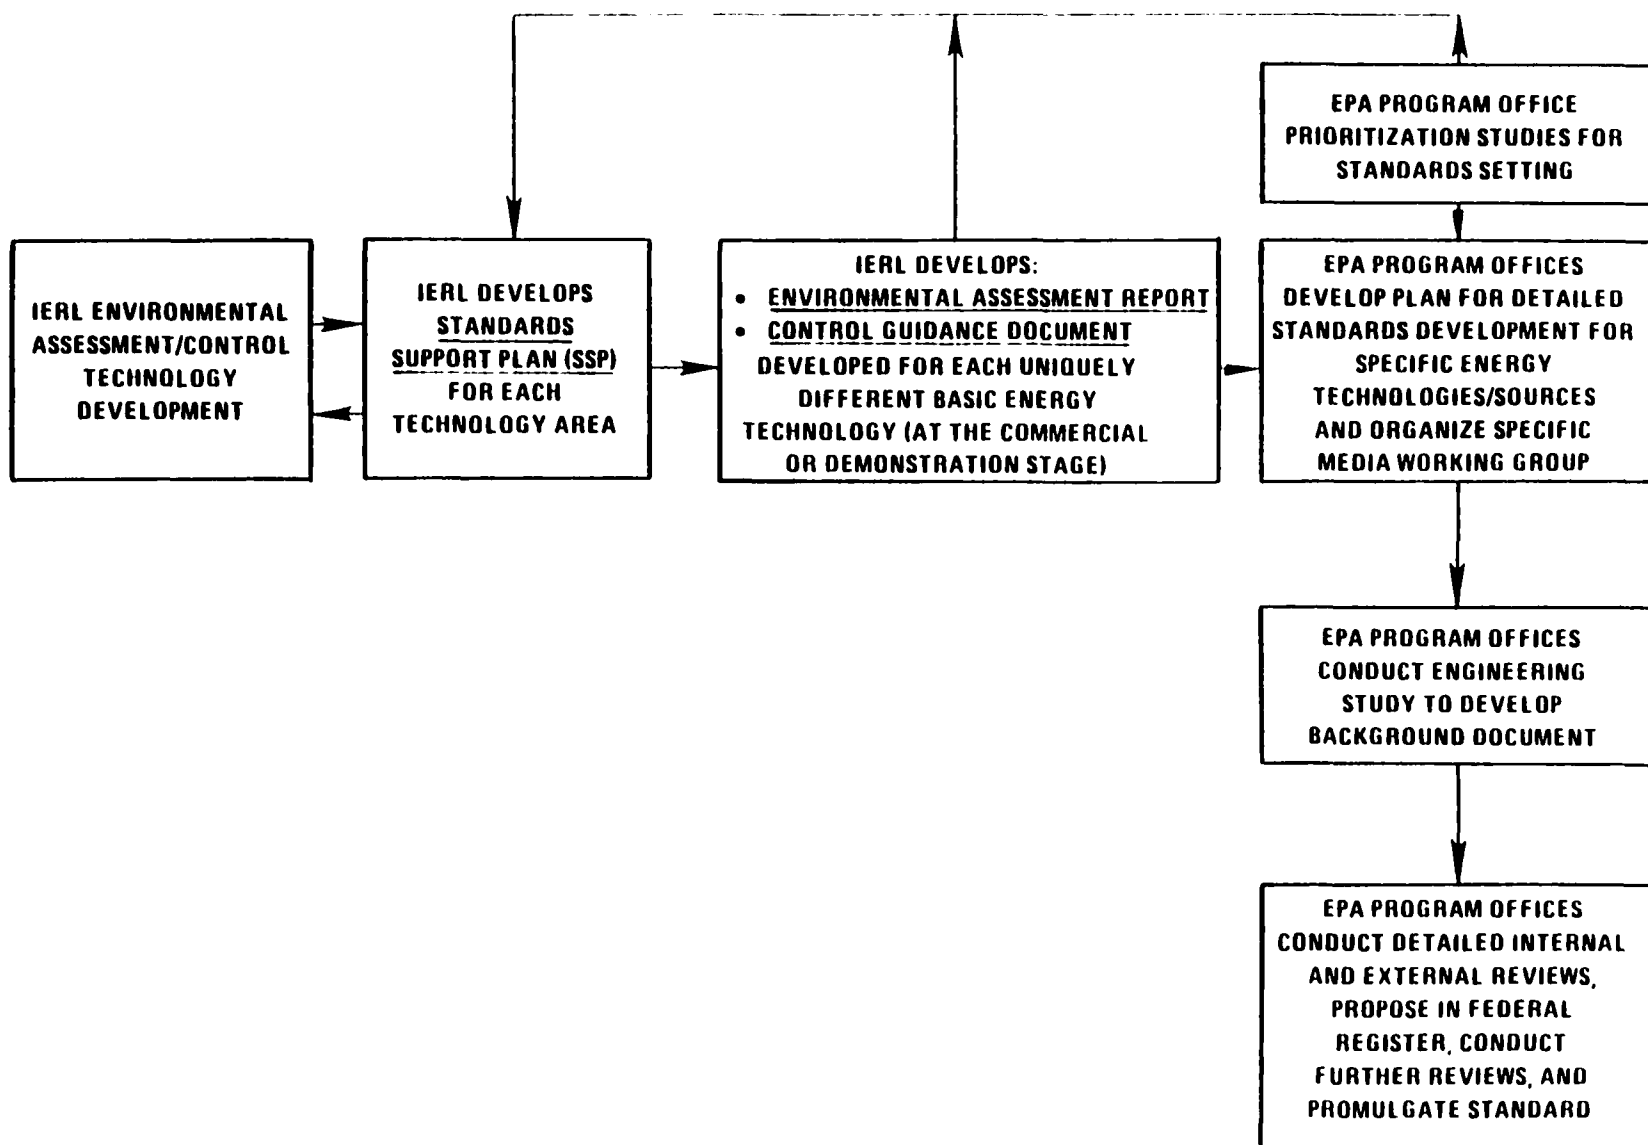 EPA PROGRAM OFFICE
PRIORITIZATION STUDIES FOR
STANDARDS SETTING
IERL ENVIRONMENTAL
ASSESSMENT/CONTROL
TECHNOLOGY
DEVELOPMENT
IERL DEVELOPS
STANDARDS
SUPPORT PLAN (SSP)
FOR EACH
TECHNOLOGY AREA
IERL DEVELOPS:
• ENVIRONMENTAL ASSESSMENT REPORT
• CONTROL GUIDANCE DOCUMENT
DEVELOPED FOR EACH UNIQUELY
DIFFERENT BASIC ENERGY
TECHNOLOGY (AT THE COMMERCIAL
OR DEMONSTRATION STAGE)
EPA PROGRAM OFFICES
DEVELOP PLAN FOR DETAILED
STANDARDS DEVELOPMENT FOR
SPECIFIC ENERGY
TECHNOLOGIES/SOURCES
AND ORGANIZE SPECIFIC
MEDIA WORKING GROUP
EPA PROGRAM OFFICES
CONDUCT ENGINEERING
STUDY TO DEVELOP
BACKGROUND DOCUMENT
EPA PROGRAM OFFICES
CONDUCT DETAILED INTERNAL
AND EXTERNAL REVIEWS,
PROPOSE IN FEDERAL
REGISTER, CONDUCT
FURTHER REVIEWS, AND
PROMULGATE STANDARD